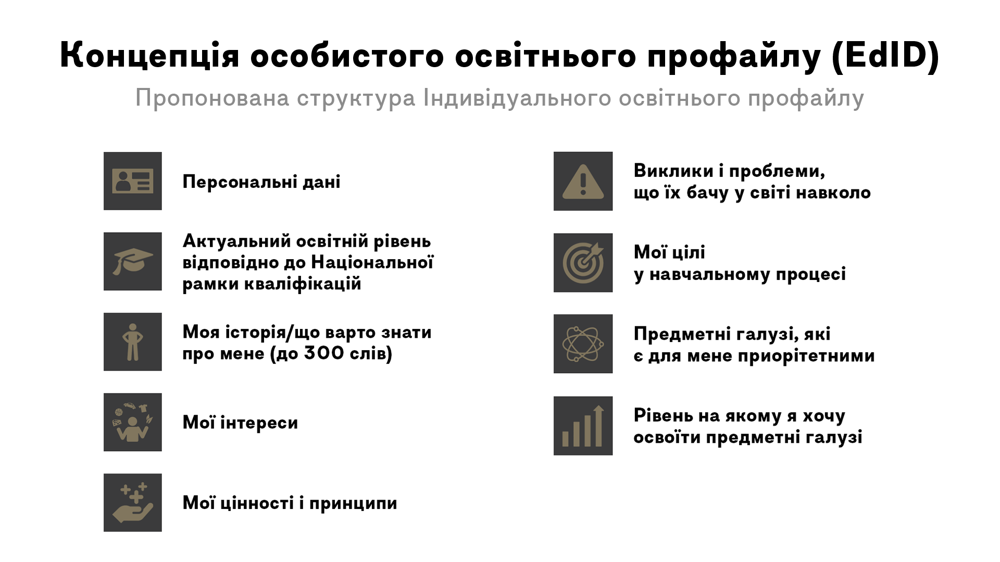 Концепція особистого освітнього профайлу (EdID)
Пропонована структура Індивідуального освітнього профайлу
Персональні дані
Актуальний освітній рівень
відповідно до Національної
рамки кваліфікацій
Моя історія/що варто знати
про мене (до 300 слів)
Мої інтереси
Мої цінності і принципи
Виклики і проблеми,
що їх бачу у світі навколо
Мої цілі
у навчальному процесі
Предметні галузі, які
є для мене приорітетними
Рівень на якому я хочу
освоїти предметні галузі